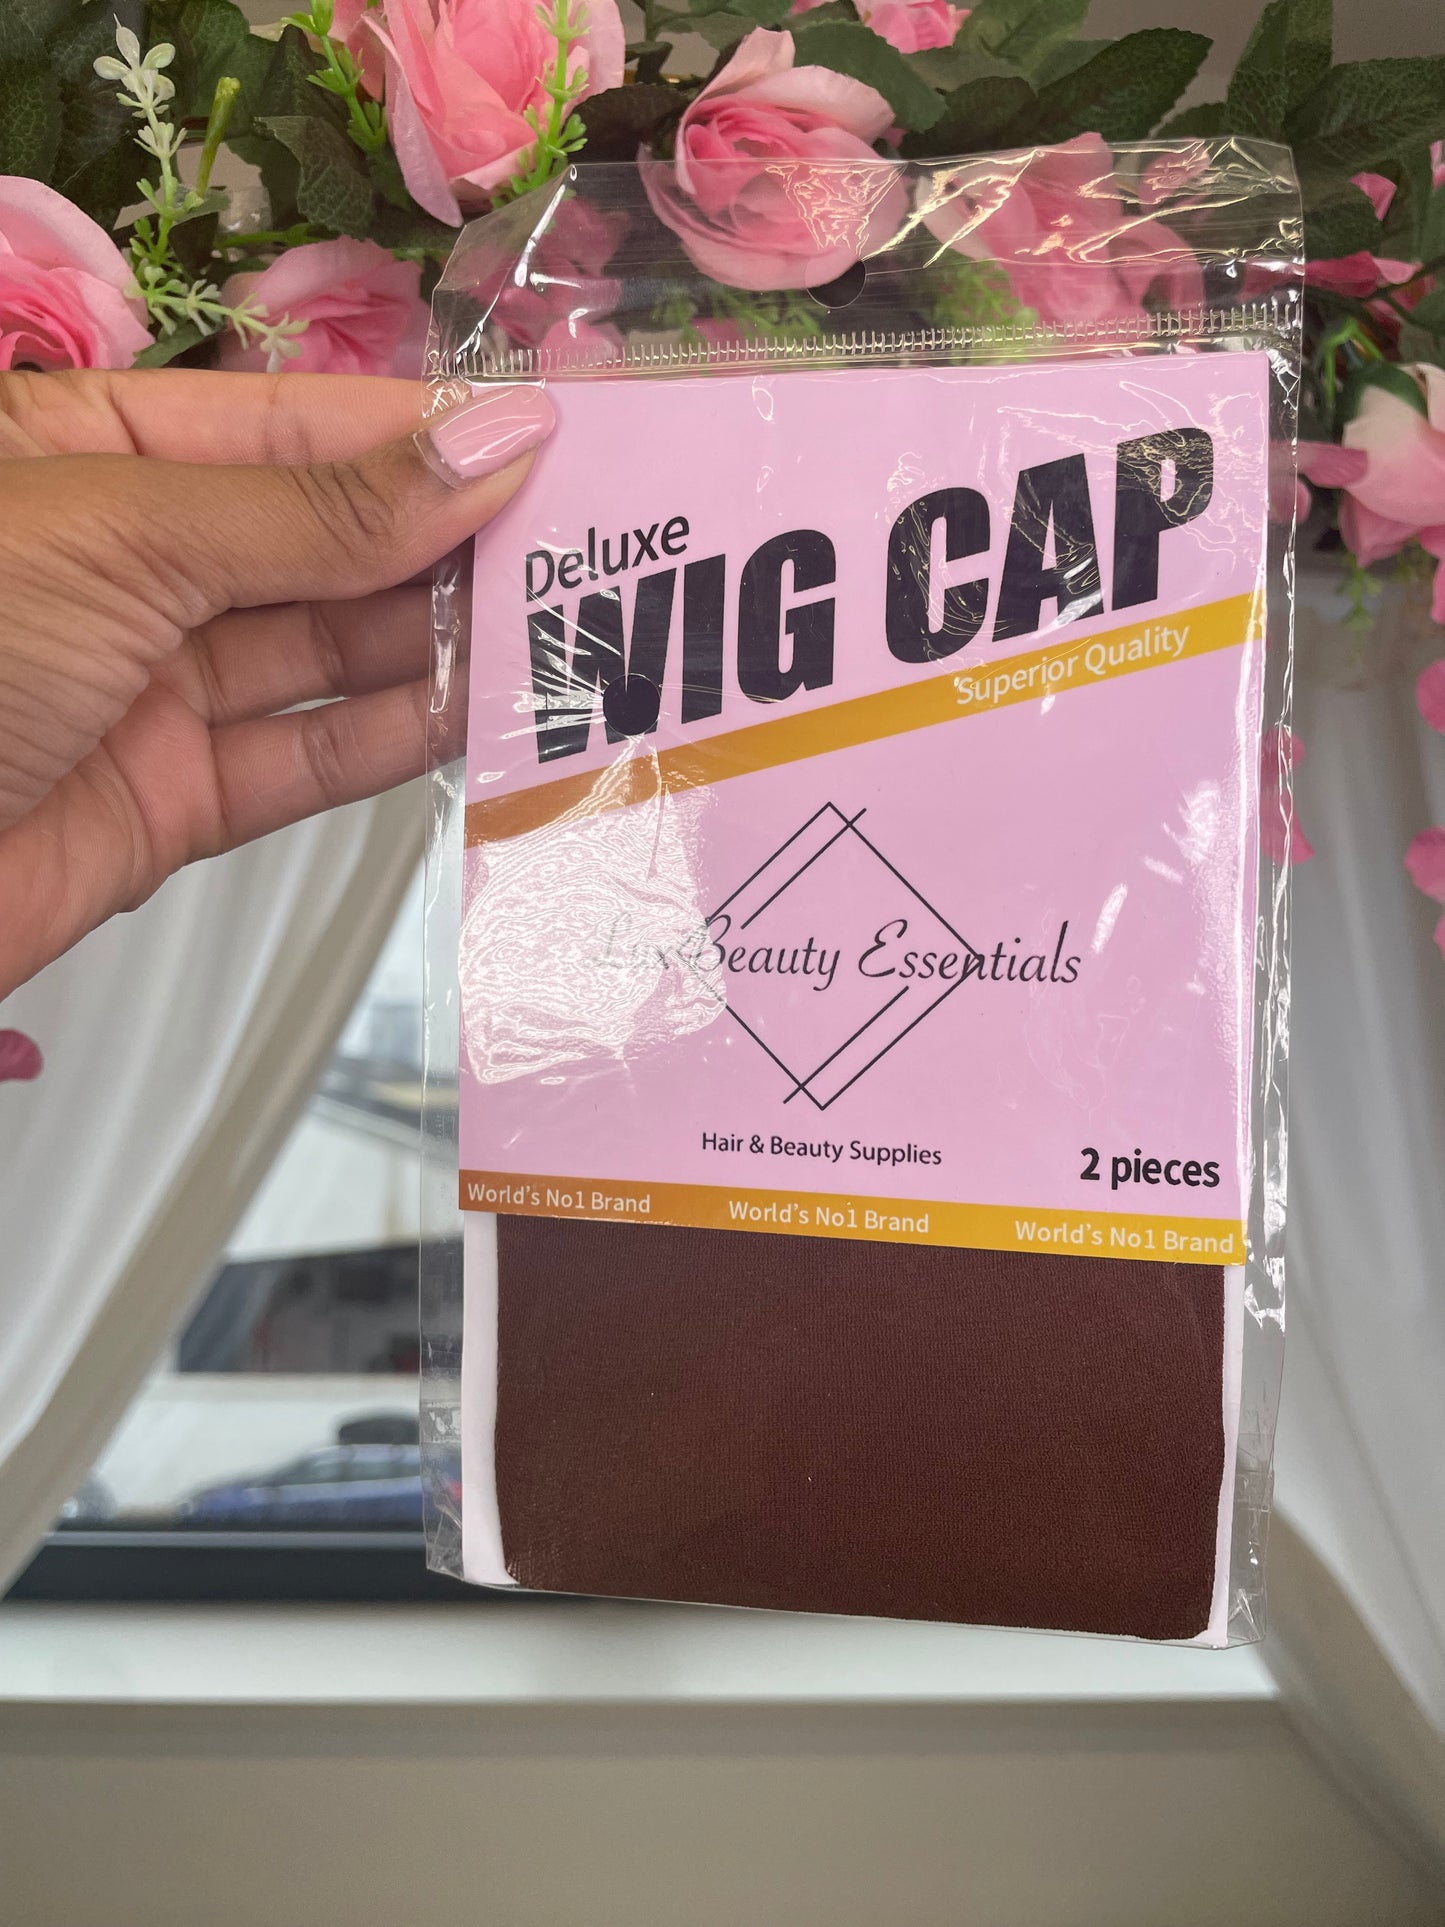 Deluxe
WIG CAP
Superior Quality
Lux Beauty Essentials
Hair & Beauty Supplies
2 pieces
World's No1 Brand World's No1 Brand World's No1 Brand